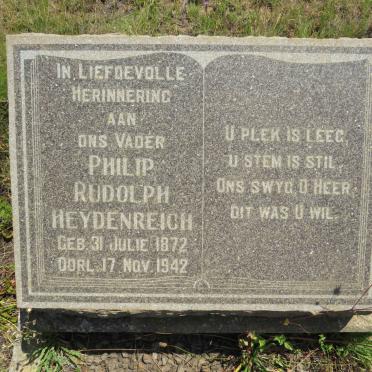 IN LIEFDEVOLLE
HERINNERING
AAN
ONS VADER
PHILIP
RUDOLPH
HEYDENREICH
GEB. 31 JULIE 1872
OORL. 17 NOV. 1942
U PLEK IS LEEG,
U STEM IS STIL,
ONS SWYG O HEER
DIT WAS U WIL.